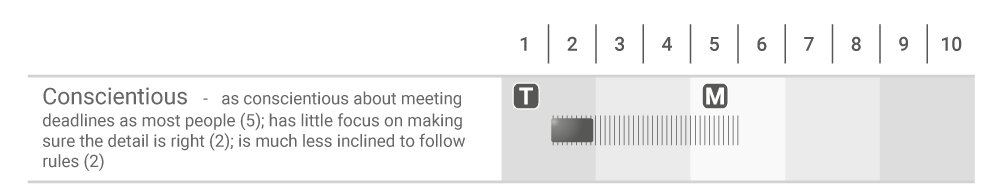 1 2 3 4 5 6 7 8 9 10
Conscientious - as conscientious about meeting
deadlines as most people (5); has little focus on making
sure the detail is right (2); is much less inclined to follow
rules (2)
T M